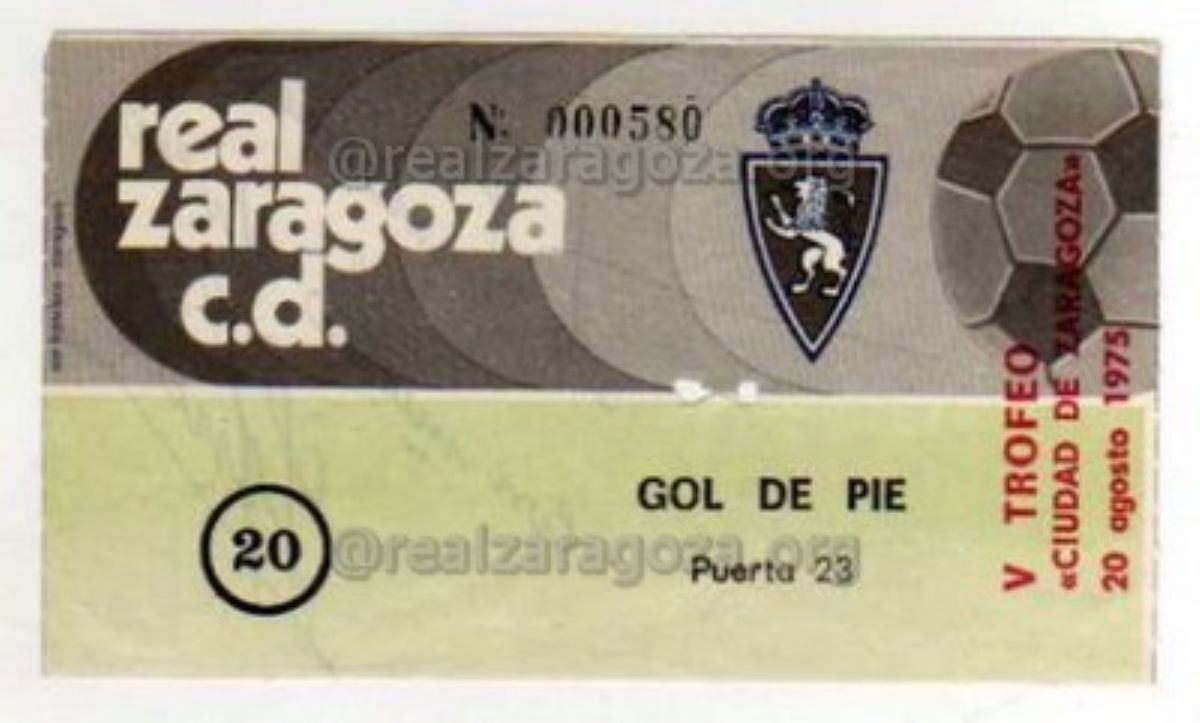 real
zaragoza
c.d.
N: 000580
@realzaragoza.org
V TROFEO
«CIUDAD DE ZARAGOZA»
20 agosto 1975
20
GOL DE PIE
Puerta 23
@realzaragoza.org